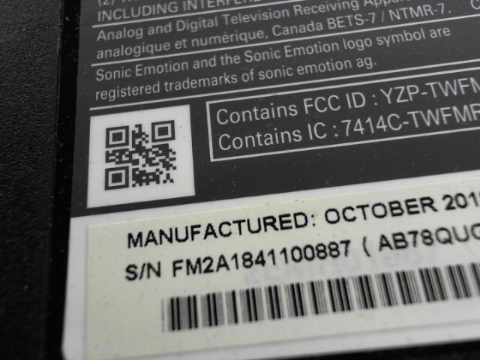 INCLUDING INTERFERENCE
Analog and Digital Television Receiving
analogique et numérique, Canada BETS-7 / NTMR-7.
Sonic Emotion and the Sonic Emotion logo symbol are
registered trademarks of sonic emotion ag.
Contains FCC ID : YZP-TWFM
Contains IC : 7414C-TWFMR
MANUFACTURED: OCTOBER
S/N FM2A1841100887 ( AB78QU